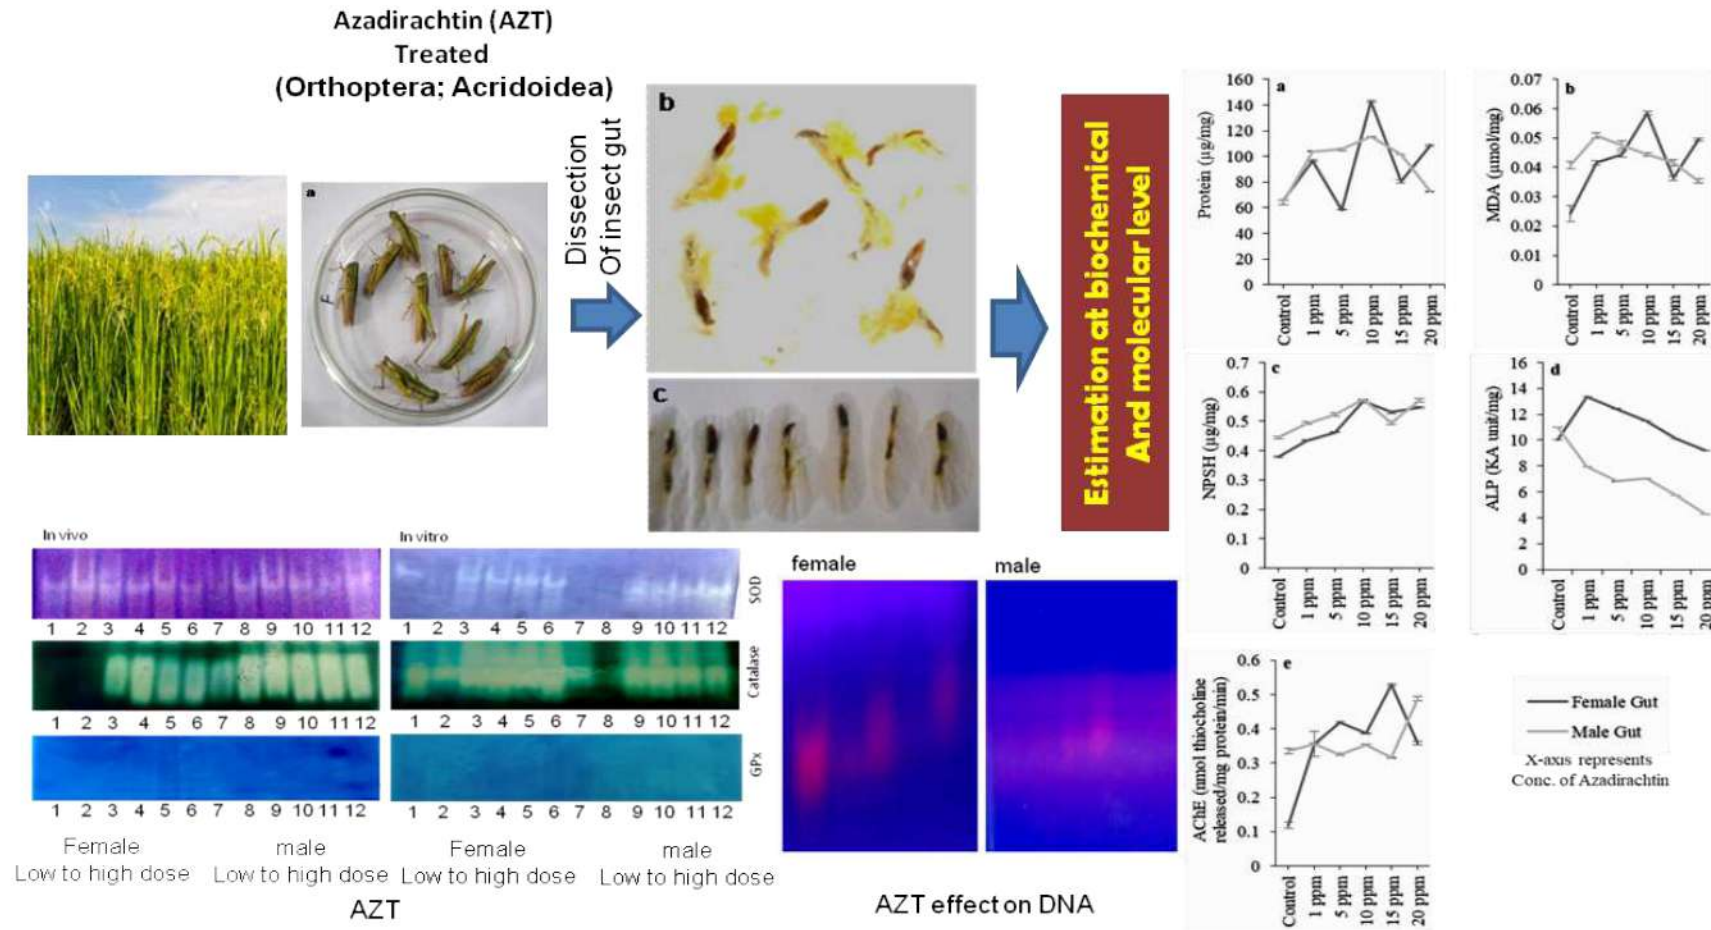 Azadirachtin (AZT)
Treated
(Orthoptera; Acridoidea)
a
F
Dissection
Of insect gut
b
c
Estimation at biochemical
And molecular level
In vivo
1 2 3 4 5 6 7 8 9 10 11 12
1 2 3 4 5 6 7 8 9 10 11 12
1 2 3 4 5 6 7 8 9 10 11 12
Female
Low to high dose
male
Low to high dose
In vitro
SOD
1 2 3 4 5 6 7 8 9 10 11 12
Catalase
1 2 3 4 5 6 7 8 9 10 11 12
GPx
1 2 3 4 5 6 7 8 9 10 11 12
Female
Low to high dose
male
Low to high dose
AZT
female
male
AZT effect on DNA
a
Protein (µg/mg)
160
140
120
100
80
60
40
20
0
Control
1 ppm
5 ppm
10 ppm
15 ppm
20 ppm
b
MDA (µmol/mg)
0.07
0.06
0.05
0.04
0.03
0.02
0.01
0
Control
1 ppm
5 ppm
10 ppm
15 ppm
20 ppm
c
NPSH (µg/mg)
0.7
0.6
0.5
0.4
0.3
0.2
0.1
0
Control
1 ppm
5 ppm
10 ppm
15 ppm
20 ppm
d
ALP (KA unit/mg)
16
14
12
10
8
6
4
2
0
Control
1 ppm
5 ppm
10 ppm
15 ppm
20 ppm
e
AChE (nmol thiocholine
released/mg protein/min)
0.6
0.5
0.4
0.3
0.2
0.1
0
Control
1 ppm
5 ppm
10 ppm
15 ppm
20 ppm
Female Gut
Male Gut
X-axis represents
Conc. of Azadirachtin